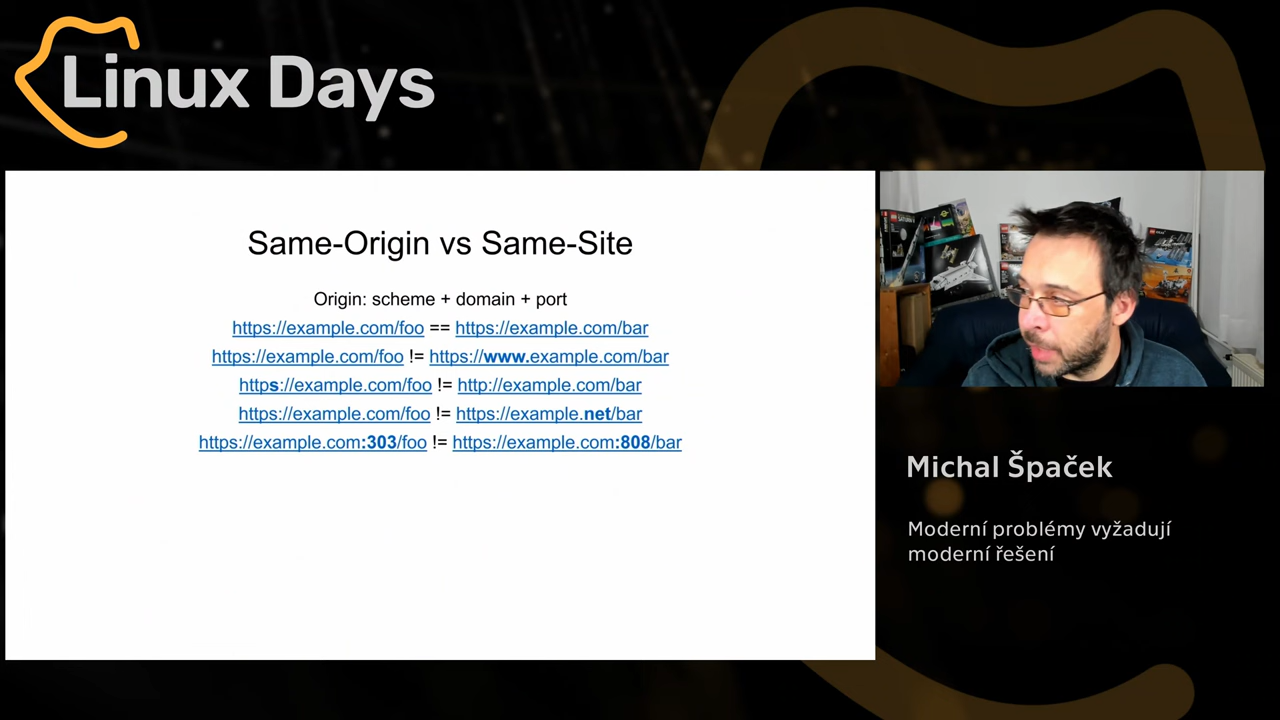 Linux Days
Same-Origin vs Same-Site
Origin: scheme + domain + port
https://example.com/foo == https://example.com/bar
https://example.com/foo != https://www.example.com/bar
https://example.com/foo != http://example.com/bar
https://example.com/foo != https://example.net/bar
https://example.com:303/foo != https://example.com:808/bar
Michal Špaček
Moderní problémy vyžadují
moderní řešení